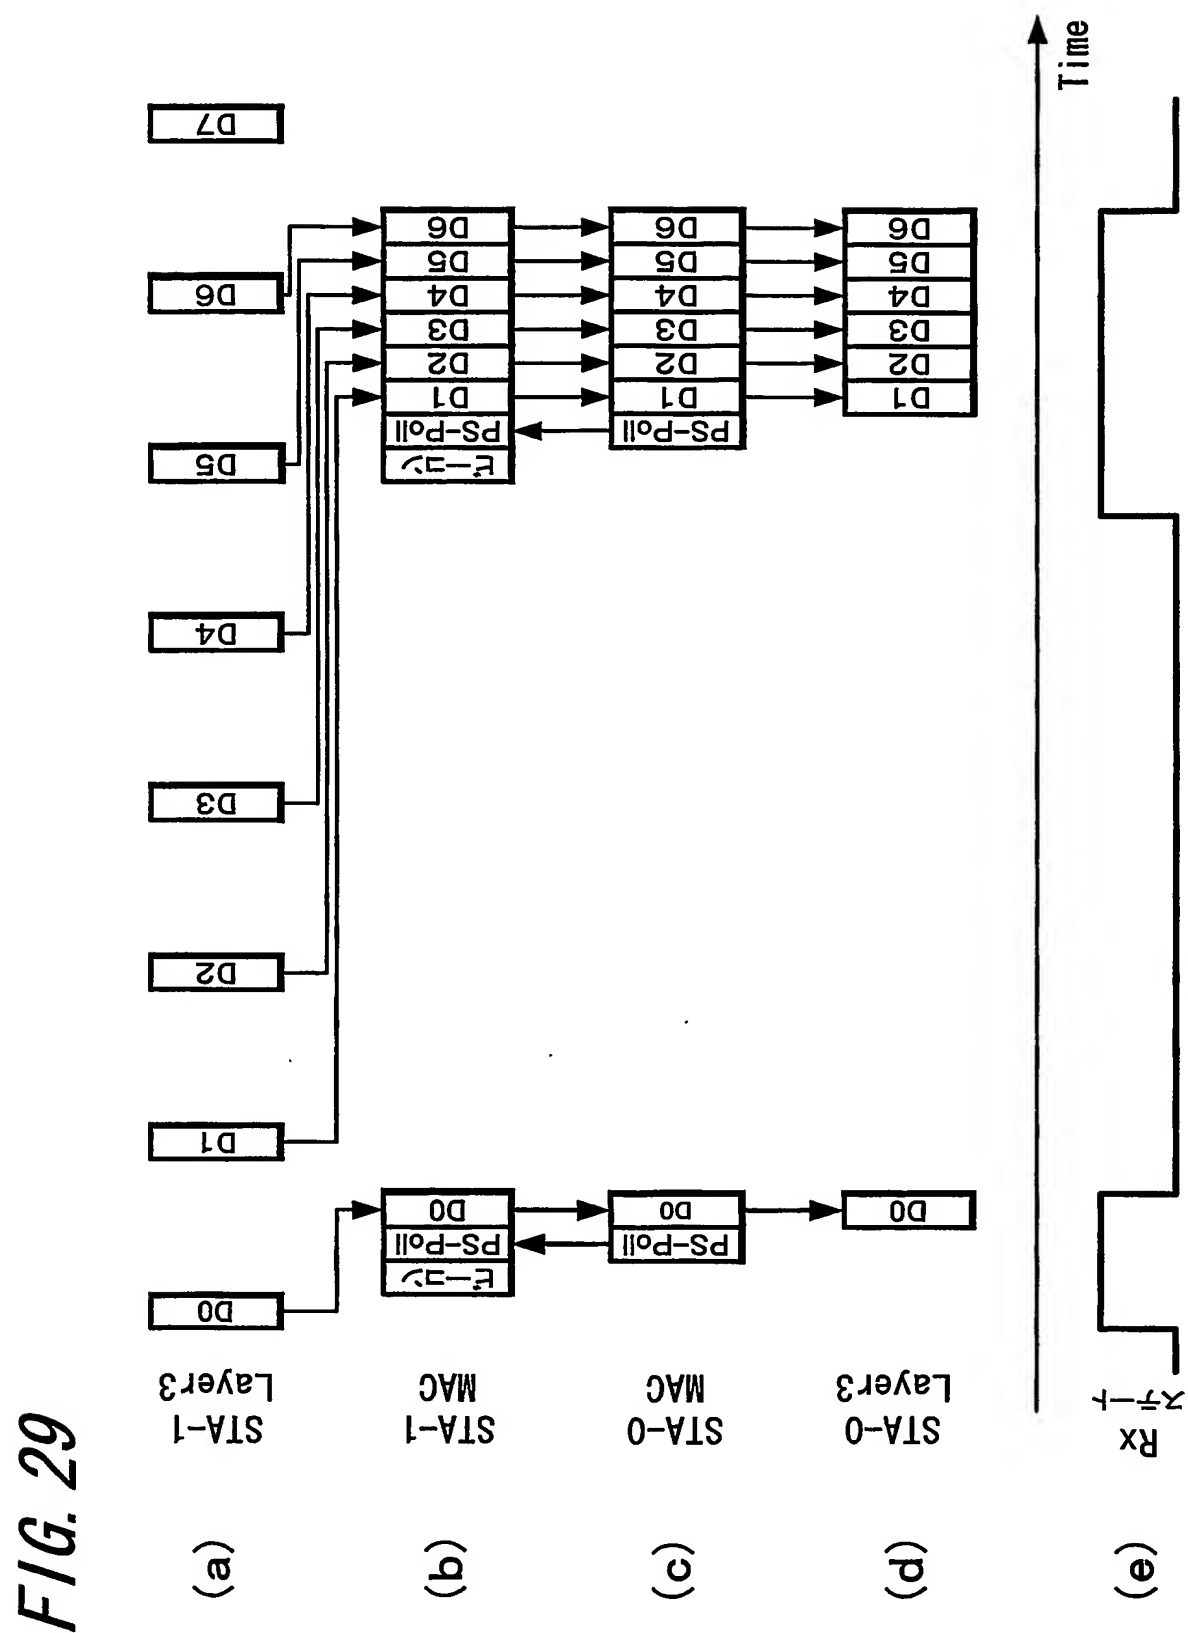 FIG. 29
(a)
STA-1
Layer3
D0
D1
D2
D3
D4
D5
D6
D7
(b)
STA-1
MAC
ビーコン
PS-Poll
D0
ビーコン
PS-Poll
D1
D2
D3
D4
D5
D6
(c)
STA-0
MAC
PS-Poll
D0
PS-Poll
D1
D2
D3
D4
D5
D6
(d)
STA-0
Layer3
D0
D1
D2
D3
D4
D5
D6
Time
(e)
Rx
ステート